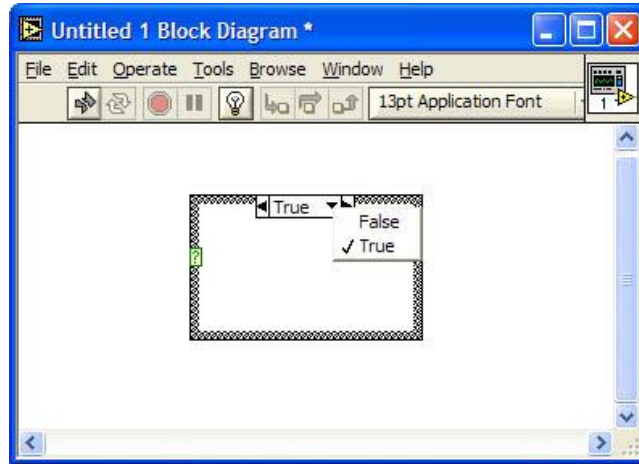 Untitled 1 Block Diagram *
File Edit Operate Tools Browse Window Help
13pt Application Font
1
True
False
✓ True
?